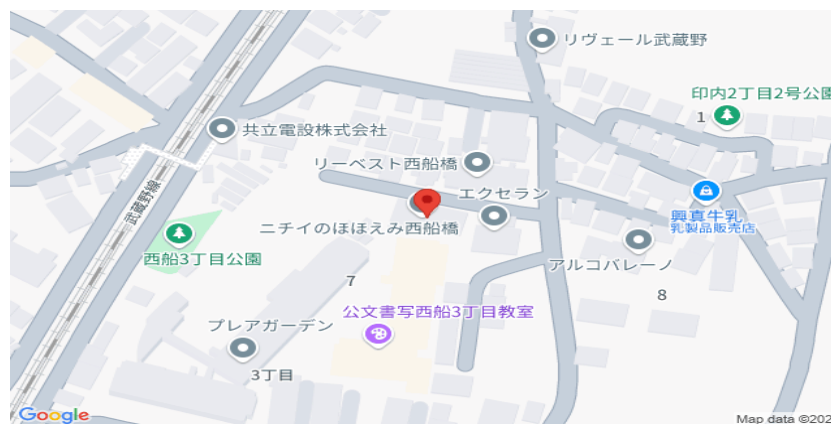 リヴェール武蔵野
印内2丁目2号公園
1
共立電設株式会社
リーベスト西船橋
武蔵野線
エクセラン
興真牛乳
乳製品販売店
ニチイのほほえみ西船橋
西船3丁目公園
アルコバレーノ
7
8
公文書写西船3丁目教室
プレアガーデン
3丁目
Google
Map data ©202